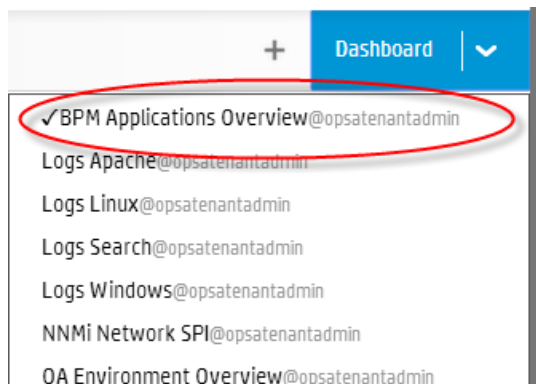 + Dashboard
✓BPM Applications Overview@opsatenantadmin
Logs Apache@opsatenantadmin
Logs Linux@opsatenantadmin
Logs Search@opsatenantadmin
Logs Windows@opsatenantadmin
NNMi Network SPI@opsatenantadmin
OA Environment Overview@opsatenantadmin